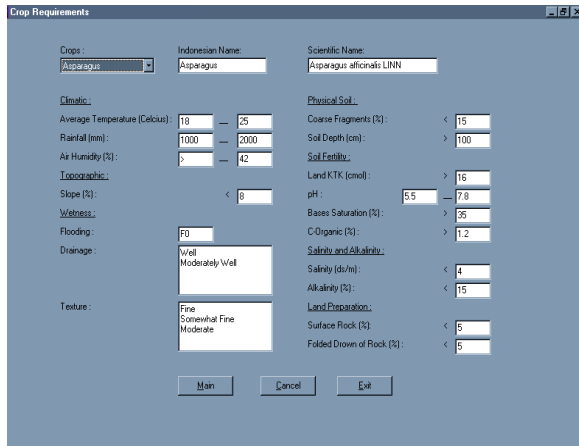 Crop Requirements
Crops : Indonesian Name: Scientific Name:
Asparagus Asparagus Asparagus afficinalis LINN
Climatic : Physical Soil :
Average Temperature (Celcius) : 18 — 25 Coarse Fragments (%) : < 15
Rainfall (mm) : 1000 — 2000 Soil Depth (cm) : > 100
Air Humidity (%) : > — 42 Soil Fertility :
Topographic : Land KTK (cmol) : > 16
Slope (%) : < 8 pH : 5.5 — 7.8
Wetness : Bases Saturation (%) : > 35
Flooding : F0 C-Organic (%) : > 1.2
Drainage : Well Salinity and Alkalinity :
Moderately Well Salinity (ds/m) : < 4
Alkalinity (%) : < 15
Texture : Fine Land Preparation :
Somewhat Fine Surface Rock (%): < 5
Moderate Folded Drown of Rock (%) : < 5
Main Cancel Exit